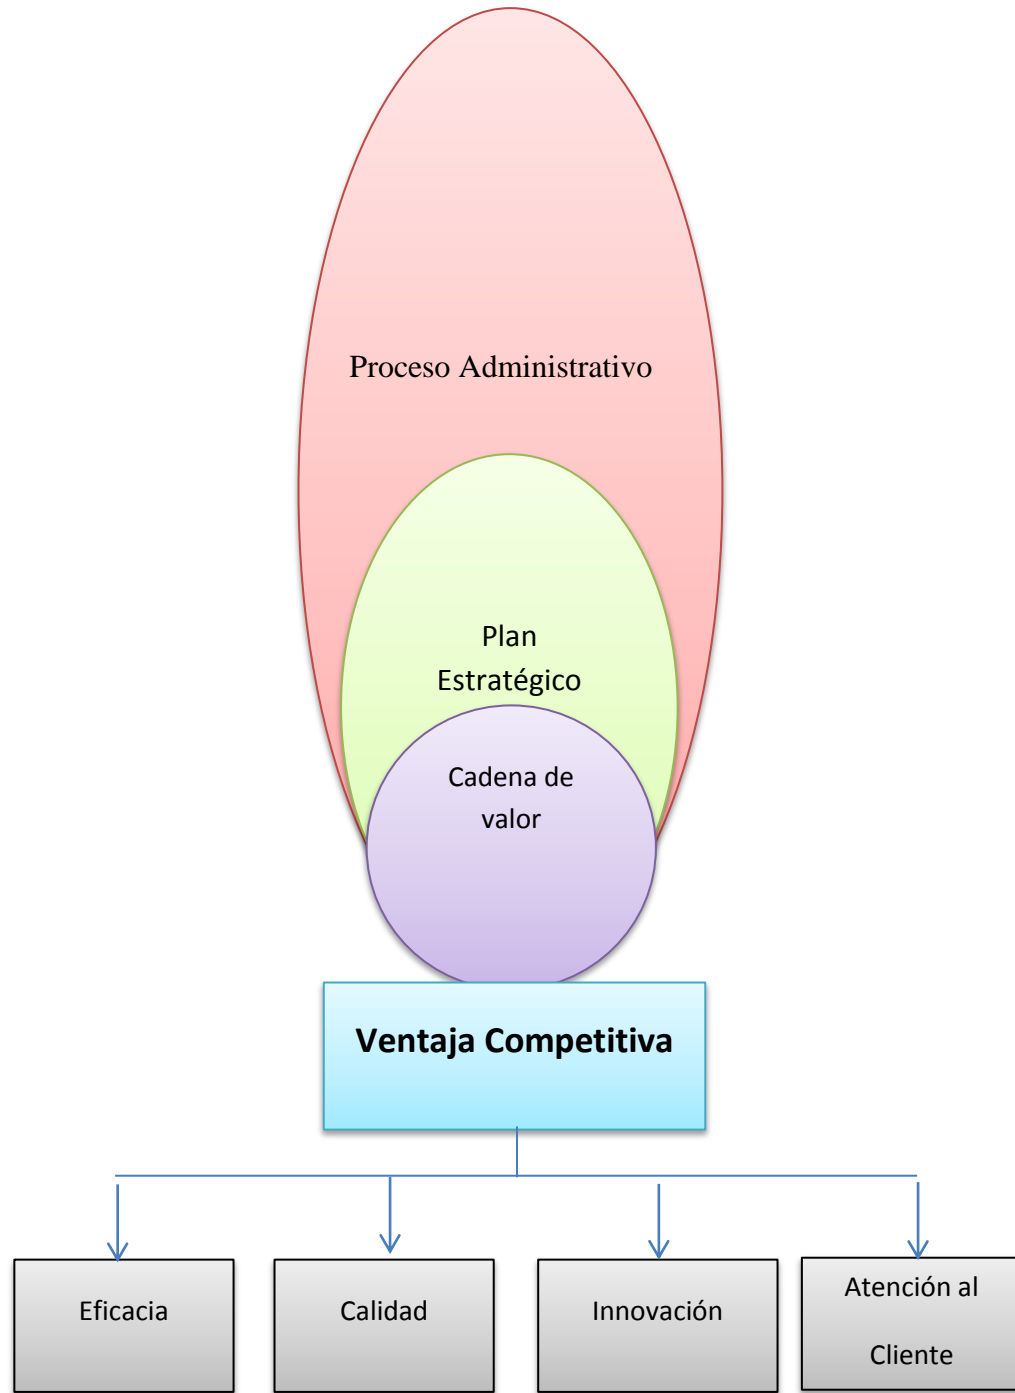 Proceso Administrativo
Plan
Estratégico
Cadena de
valor
Ventaja Competitiva
Eficacia
Calidad
Innovación
Atención al
Cliente